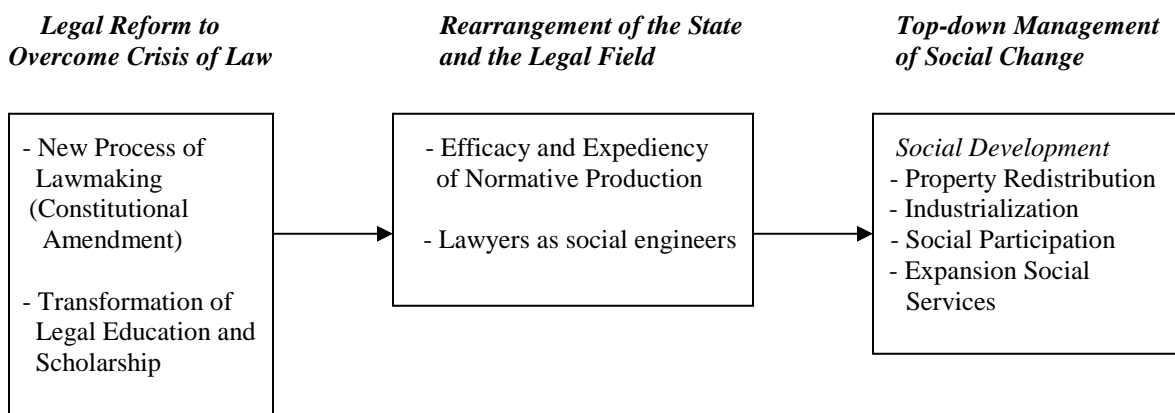 Legal Reform to
Overcome Crisis of Law
Rearrangement of the State
and the Legal Field
Top-down Management
of Social Change
- New Process of
Lawmaking
(Constitutional
Amendment)
- Transformation of
Legal Education and
Scholarship
- Efficacy and Expediency
of Normative Production
- Lawyers as social engineers
Social Development
- Property Redistribution
- Industrialization
- Social Participation
- Expansion Social
Services